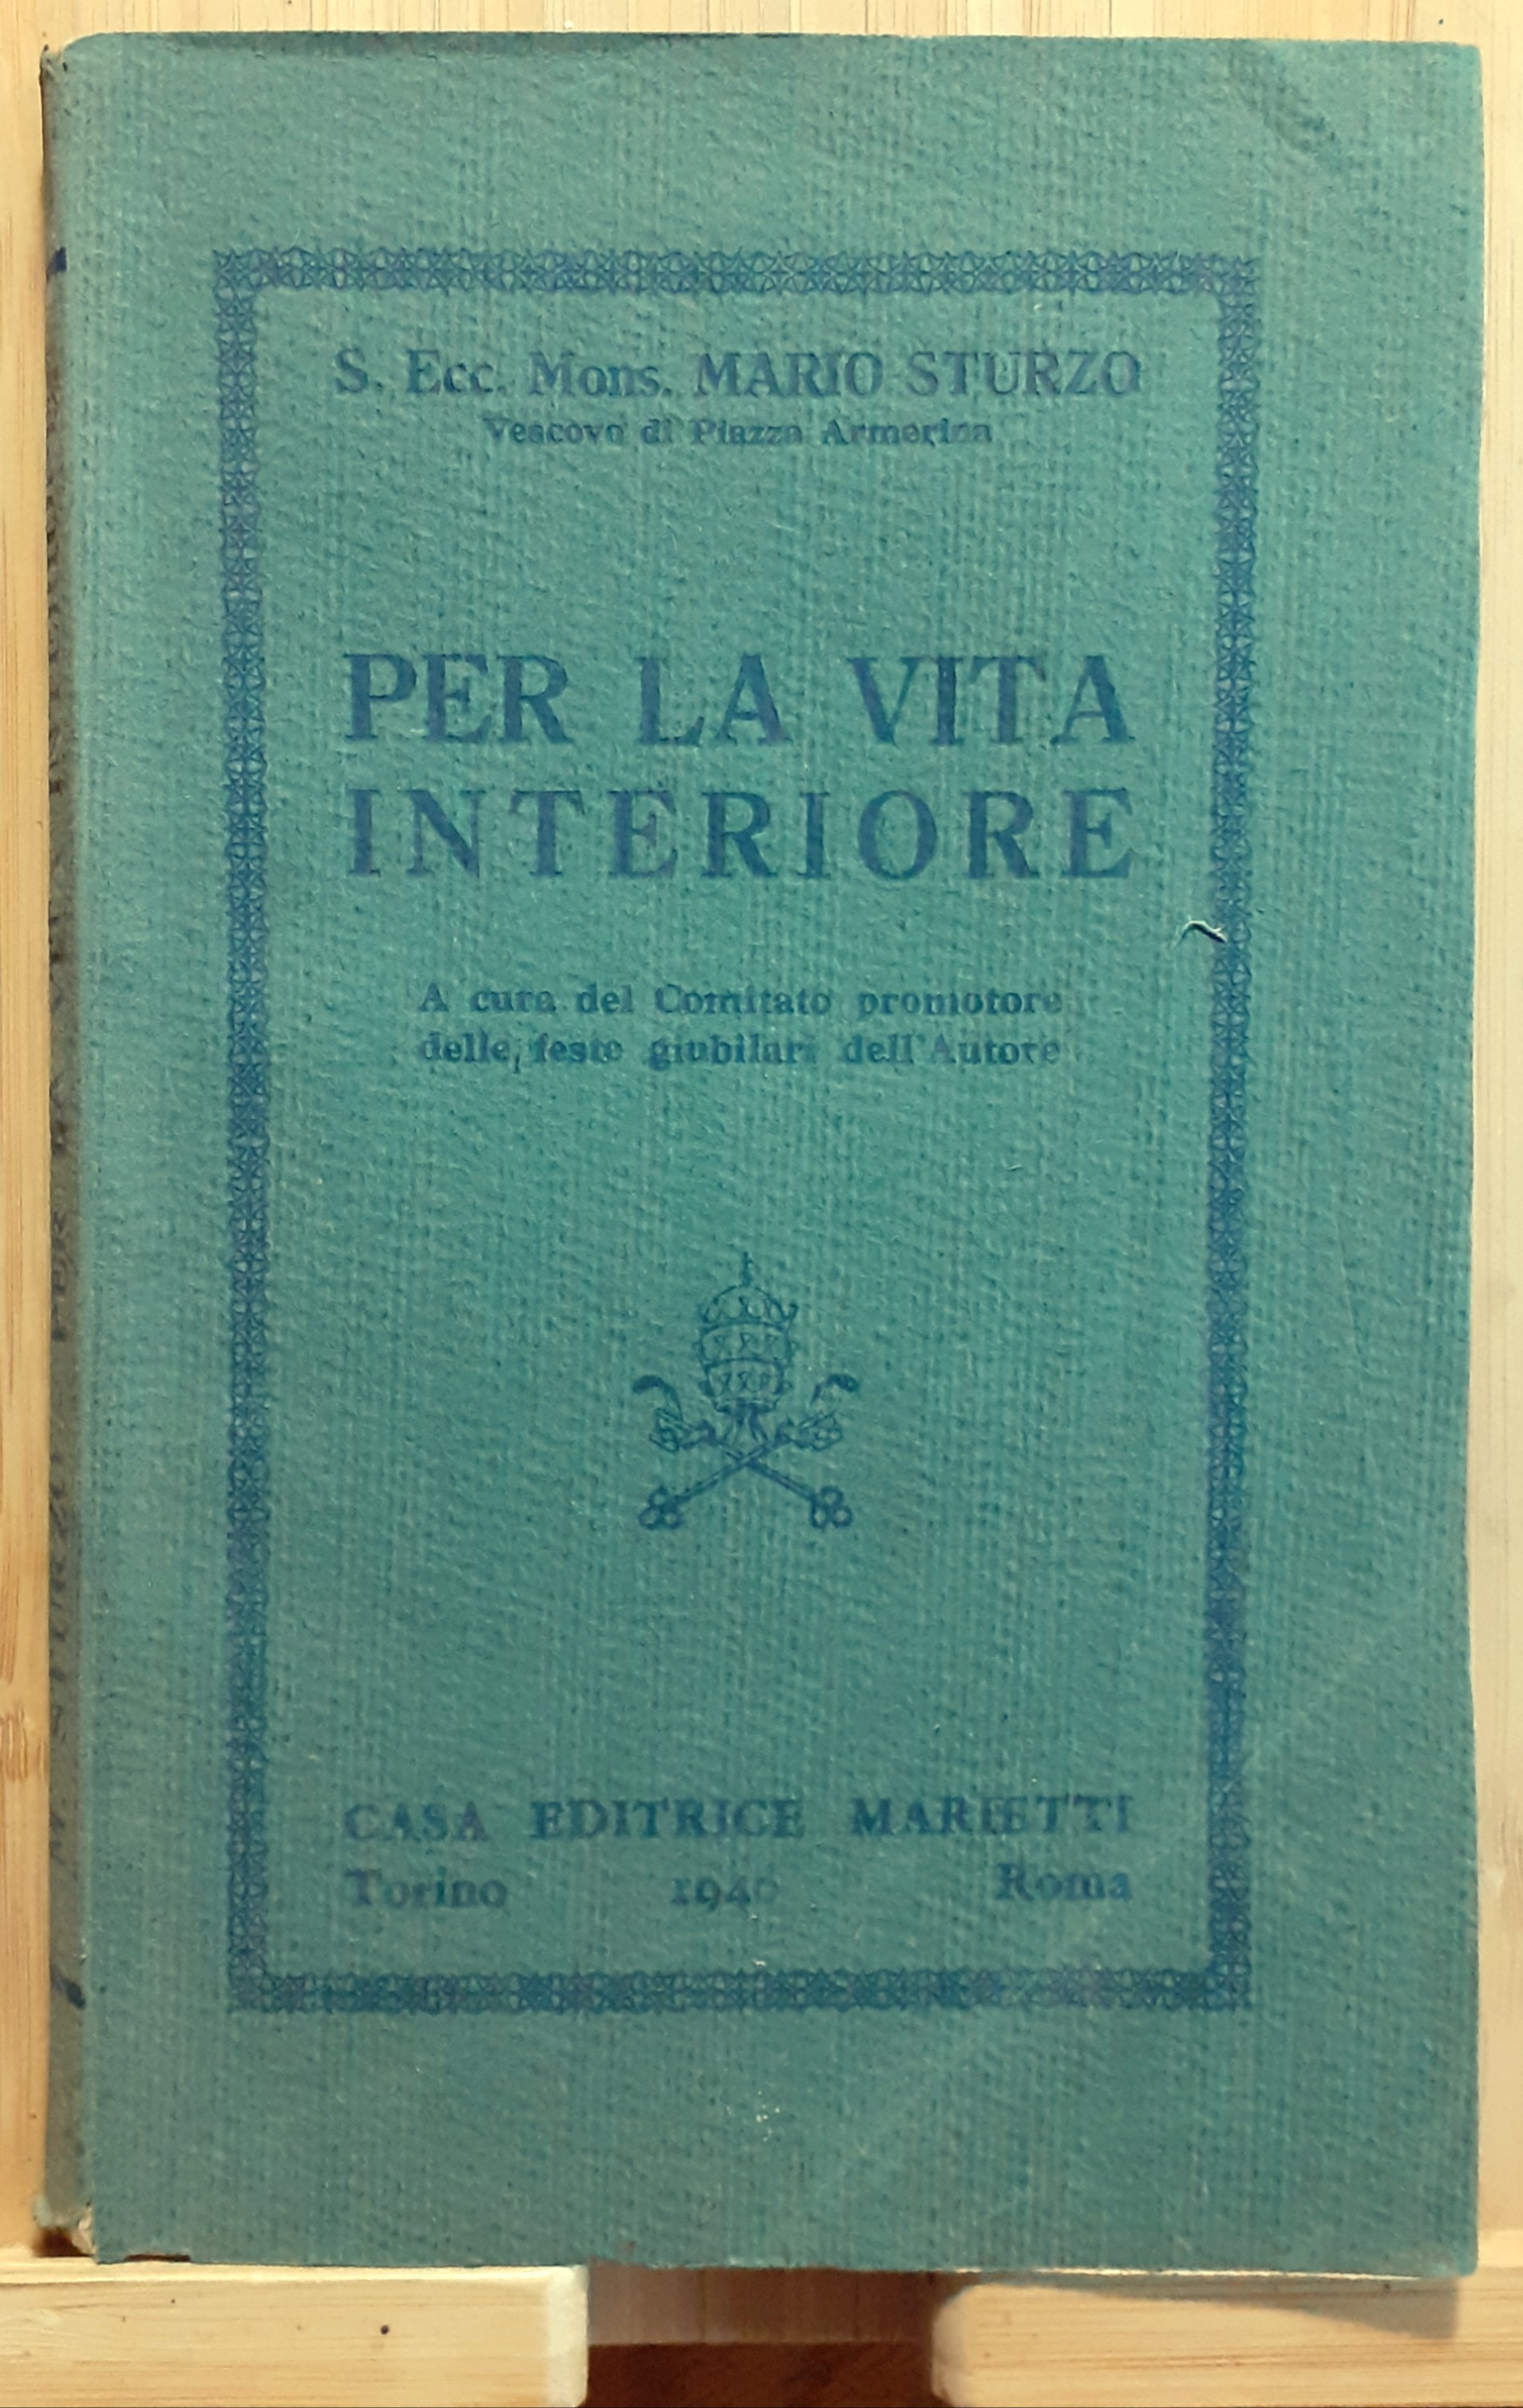 S. Ecc. Mons. MARIO STURZO
Vescovo di Piazza Armerina
PER LA VITA
INTERIORE
A cura del Comitato promotore
delle feste giubilari dell'Autore
CASA EDITRICE MARIETTI
Torino 1940 Roma